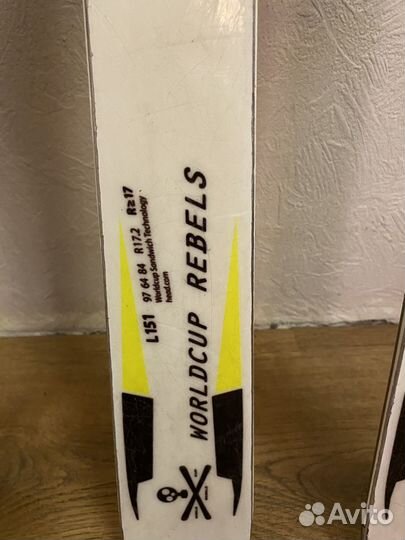 L151 97 64 84 R17.2 R≥17
Worldcup Sandwich Technology
head.com
WORLDCUP REBELS
Avito